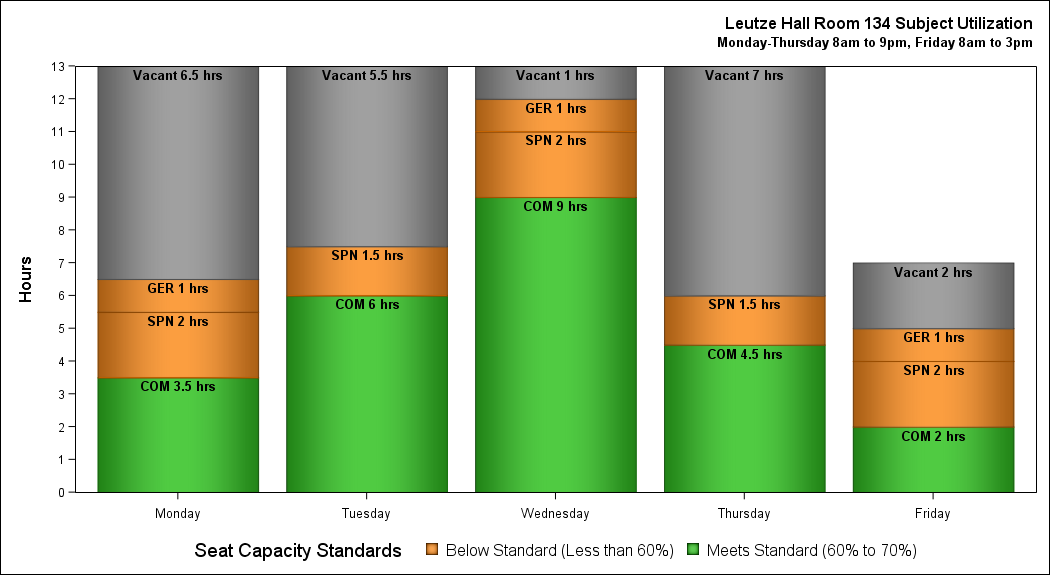 Leutze Hall Room 134 Subject Utilization
Monday-Thursday 8am to 9pm, Friday 8am to 3pm
Hours
13
12
11
10
9
8
7
6
5
4
3
2
1
0
Vacant 6.5 hrs
GER 1 hrs
SPN 2 hrs
COM 3.5 hrs
Vacant 5.5 hrs
SPN 1.5 hrs
COM 6 hrs
Vacant 1 hrs
GER 1 hrs
SPN 2 hrs
COM 9 hrs
Vacant 7 hrs
SPN 1.5 hrs
COM 4.5 hrs
Vacant 2 hrs
GER 1 hrs
SPN 2 hrs
COM 2 hrs
Monday Tuesday Wednesday Thursday Friday
Seat Capacity Standards Below Standard (Less than 60%) Meets Standard (60% to 70%)